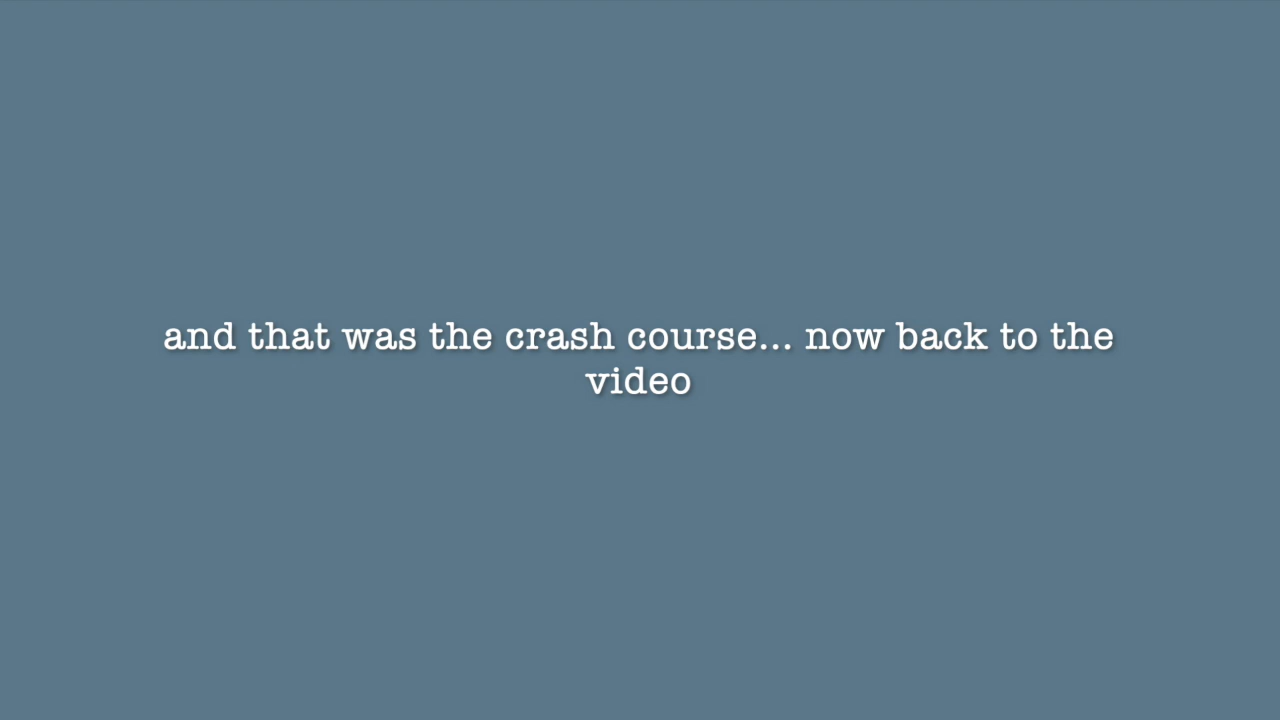 and that was the crash course... now back to the
video